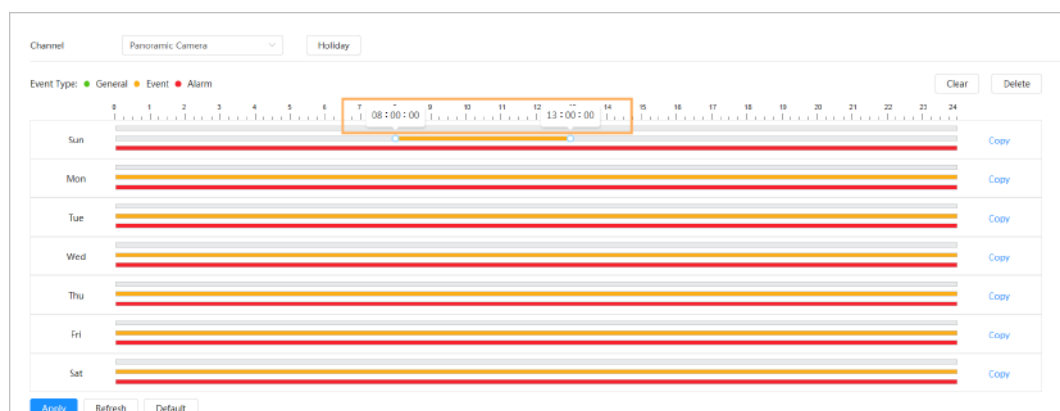 Channel Panoramic Camera Holiday
Event Type: General Event Alarm Clear Delete
0 1 2 3 4 5 6 7 9 10 11 12 14 15 16 17 18 19 20 21 22 23 24
08:00:00 13:00:00
Sun Copy
Mon Copy
Tue Copy
Wed Copy
Thu Copy
Fri Copy
Sat Copy
Apply Refresh Default